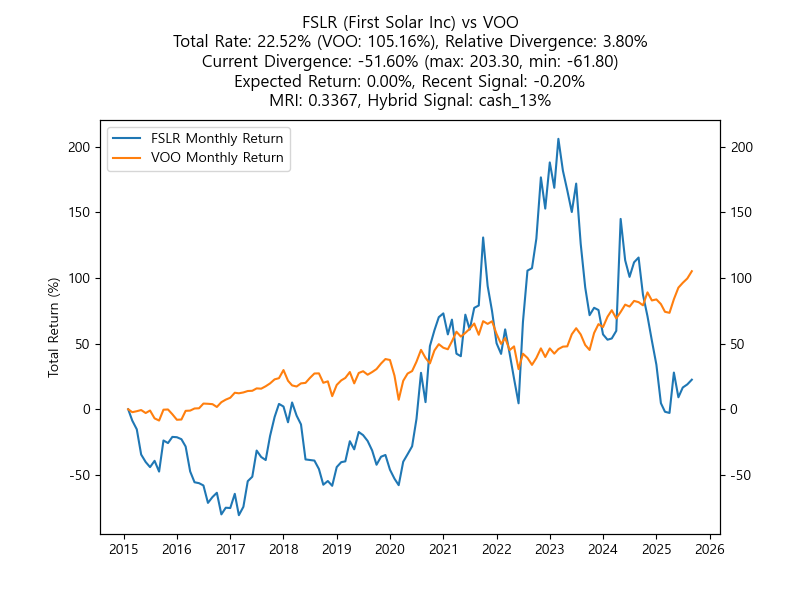 FSLR (First Solar Inc) vs VOO
Total Rate: 22.52% (VOO: 105.16%), Relative Divergence: 3.80%
Current Divergence: -51.60% (max: 203.30, min: -61.80)
Expected Return: 0.00%, Recent Signal: -0.20%
MRI: 0.3367, Hybrid Signal: cash_13%
FSLR Monthly Return
VOO Monthly Return
Total Return (%)
200
150
100
50
0
-50
200
150
100
50
0
-50
2015 2016 2017 2018 2019 2020 2021 2022 2023 2024 2025 2026